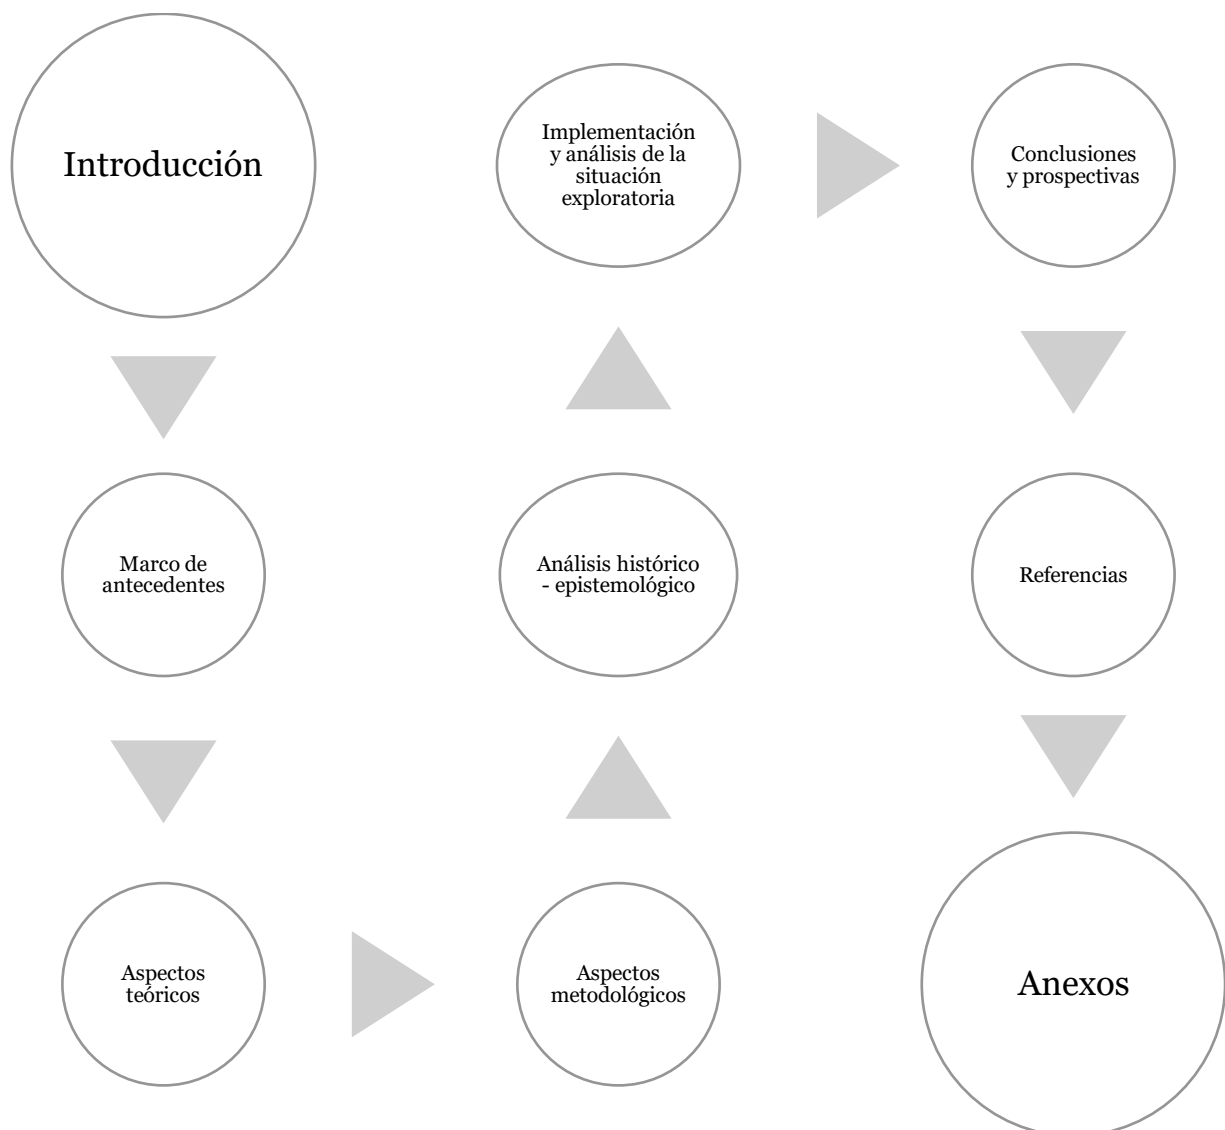 Introducción
Marco de
antecedentes
Aspectos
teóricos
Aspectos
metodológicos
Análisis histórico
- epistemológico
Implementación
y análisis de la
situación
exploratoria
Conclusiones
y prospectivas
Referencias
Anexos